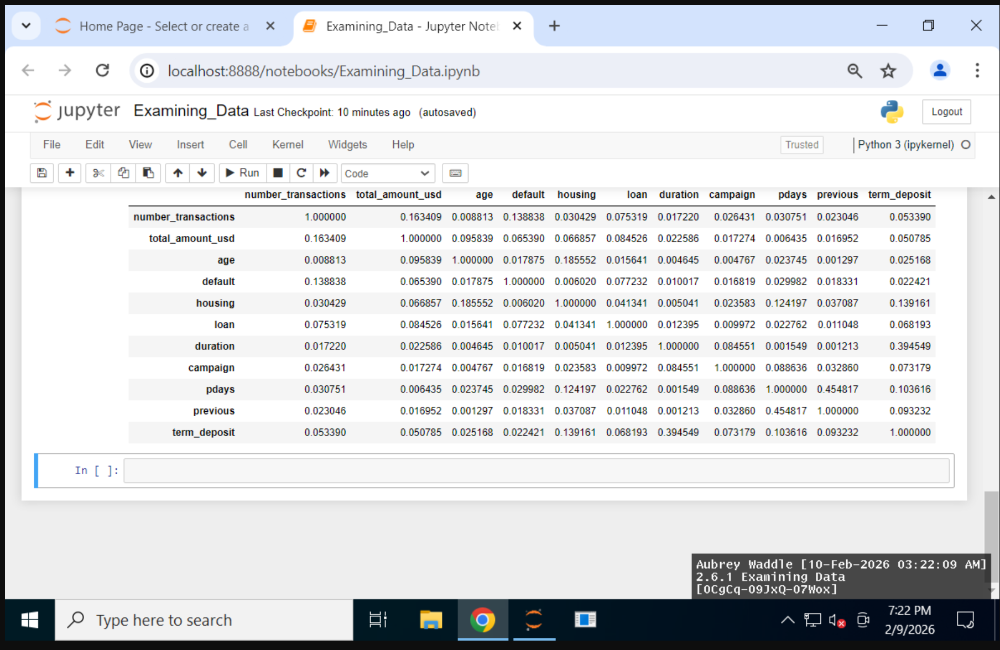 Home Page - Select or create a
Examining_Data - Jupyter Note
localhost:8888/notebooks/Examining_Data.ipynb
jupyter Examining_Data Last Checkpoint: 10 minutes ago (autosaved)
Logout
File Edit View Insert Cell Kernel Widgets Help
Trusted
Python 3 (ipykernel)
Run
Code
number_transactions total_amount_usd age default housing loan duration campaign pdays previous term_deposit
number_transactions 1.000000 0.163409 0.008813 0.138838 0.030429 0.075319 0.017220 0.026431 0.030751 0.023046 0.053390
total_amount_usd 0.163409 1.000000 0.095839 0.065390 0.066857 0.084526 0.022586 0.017274 0.006435 0.016952 0.050785
age 0.008813 0.095839 1.000000 0.017875 0.185552 0.015641 0.004645 0.004767 0.023745 0.001297 0.025168
default 0.138838 0.065390 0.017875 1.000000 0.006020 0.077232 0.010017 0.016819 0.029982 0.018331 0.022421
housing 0.030429 0.066857 0.185552 0.006020 1.000000 0.041341 0.005041 0.023583 0.124197 0.037087 0.139161
loan 0.075319 0.084526 0.015641 0.077232 0.041341 1.000000 0.012395 0.009972 0.022762 0.011048 0.068193
duration 0.017220 0.022586 0.004645 0.010017 0.005041 0.012395 1.000000 0.084551 0.001549 0.001213 0.394549
campaign 0.026431 0.017274 0.004767 0.016819 0.023583 0.009972 0.084551 1.000000 0.088636 0.032860 0.073179
pdays 0.030751 0.006435 0.023745 0.029982 0.124197 0.022762 0.001549 0.088636 1.000000 0.454817 0.103616
previous 0.023046 0.016952 0.001297 0.018331 0.037087 0.011048 0.001213 0.032860 0.454817 1.000000 0.093232
term_deposit 0.053390 0.050785 0.025168 0.022421 0.139161 0.068193 0.394549 0.073179 0.103616 0.093232 1.000000
In [ ]:
Aubrey Waddle [10-Feb-2026 03:22:09 AM]
2.6.1 Examining Data
[0CgCq-09JxQ-07Wox]
Type here to search
7:22 PM
2/9/2026